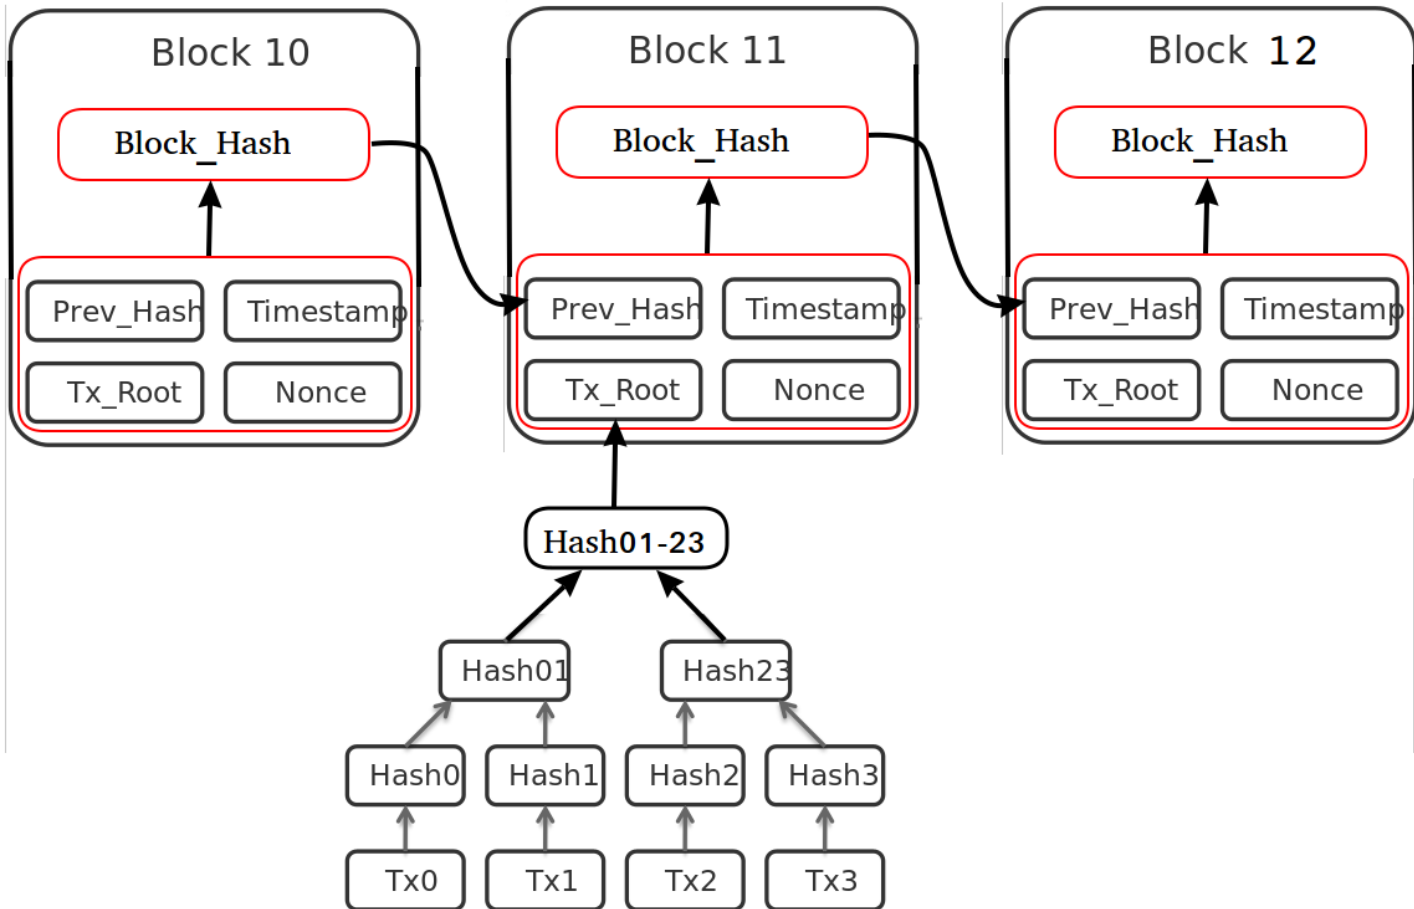 Block 10
Block 11
Block 12
Block_Hash
Block_Hash
Block_Hash
Prev_Hash
Timestamp
Prev_Hash
Timestamp
Prev_Hash
Timestamp
Tx_Root
Nonce
Tx_Root
Nonce
Tx_Root
Nonce
Hash01-23
Hash01
Hash23
Hash0
Hash1
Hash2
Hash3
Tx0
Tx1
Tx2
Tx3